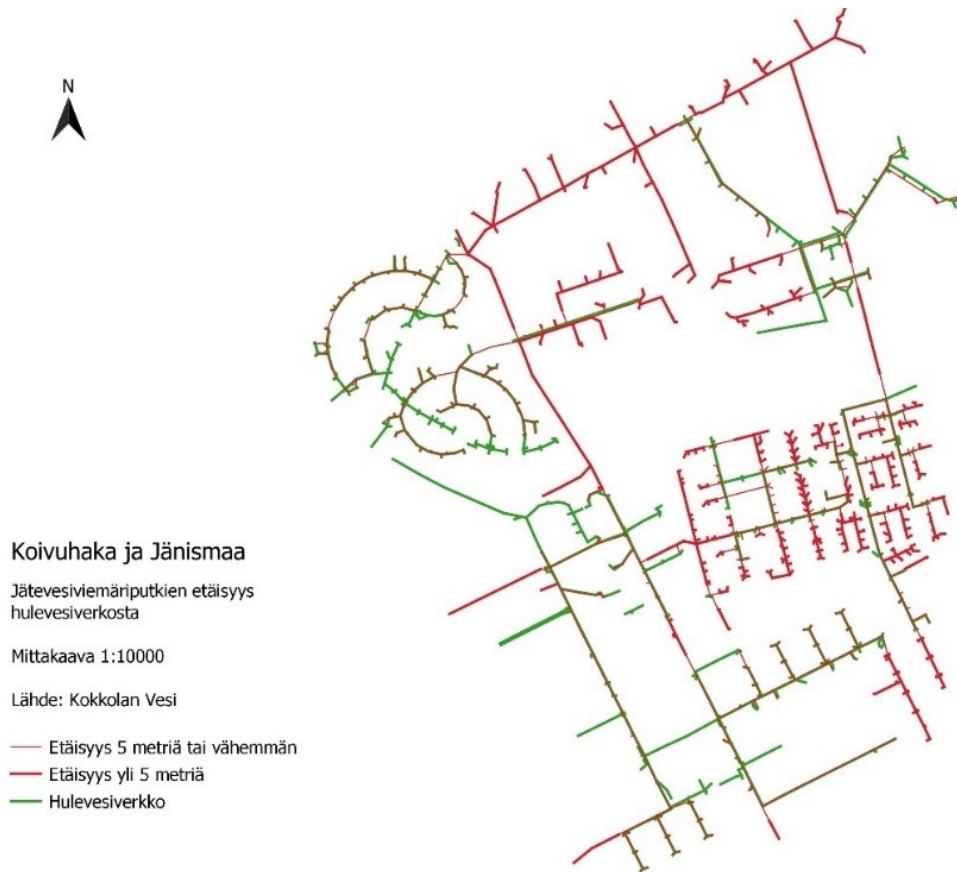 N
Koivuhaka ja Jänismaa
Jätevesiviemäriputkien etäisyys
hulevesiverkosta
Mittakaava 1:10000
Lähde: Kokkolan Vesi
Etäisyys 5 metriä tai vähemmän
Etäisyys yli 5 metriä
Hulevesiverkko